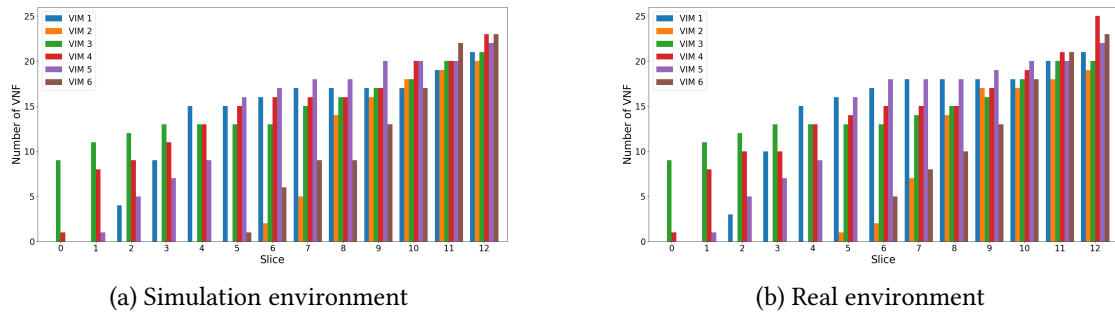 25
20
15
10
5
0
Number of VNF
VIM 1
VIM 2
VIM 3
VIM 4
VIM 5
VIM 6
0 1 2 3 4 5 6 7 8 9 10 11 12
Slice
(a) Simulation environment
25
20
15
10
5
0
Number of VNF
VIM 1
VIM 2
VIM 3
VIM 4
VIM 5
VIM 6
0 1 2 3 4 5 6 7 8 9 10 11 12
Slice
(b) Real environment